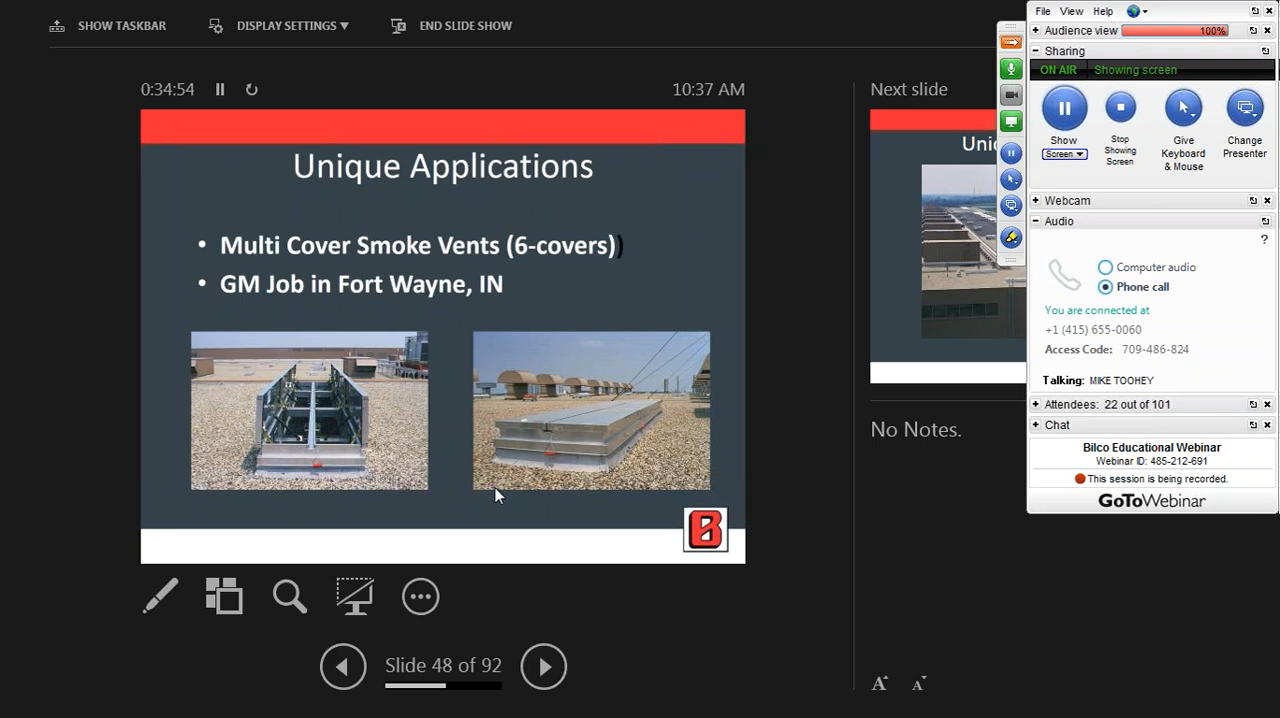 SHOW TASKBAR
DISPLAY SETTINGS ▼
END SLIDE SHOW
0:34:54
10:37 AM
Unique Applications
• Multi Cover Smoke Vents (6-covers))
• GM Job in Fort Wayne, IN
B
Slide 48 of 92
Next slide
Uni
No Notes.
A A
File View Help
Audience view 100%
Sharing
ON AIR Showing screen
Show
Screen
Stop
Showing
Screen
Give
Keyboard
& Mouse
Change
Presenter
Webcam
Audio
?
Computer audio
Phone call
You are connected at
+1 (415) 655-0060
Access Code: 709-486-824
Talking: MIKE TOOHEY
Attendees: 22 out of 101
Chat
Bilco Educational Webinar
Webinar ID: 485-212-691
This session is being recorded.
GoToWebinar